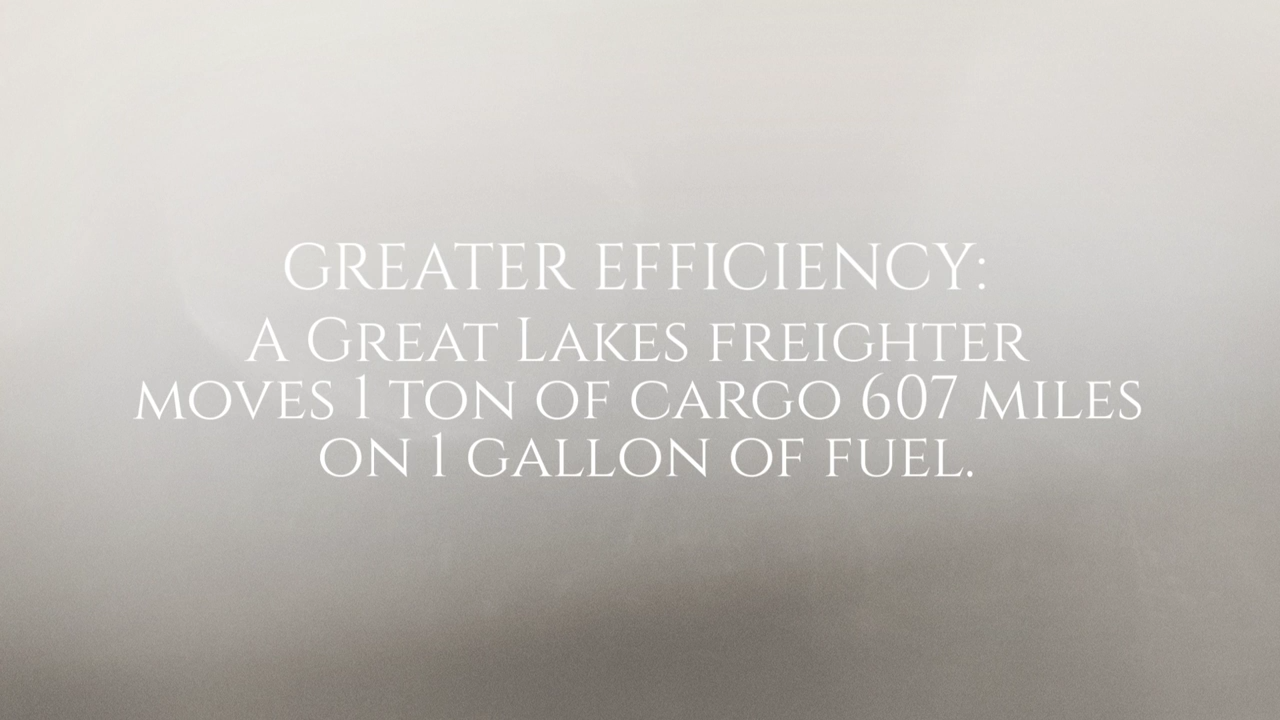 GREATER EFFICIENCY:
A GREAT LAKES FREIGHTER
MOVES 1 TON OF CARGO 607 MILES
ON 1 GALLON OF FUEL.